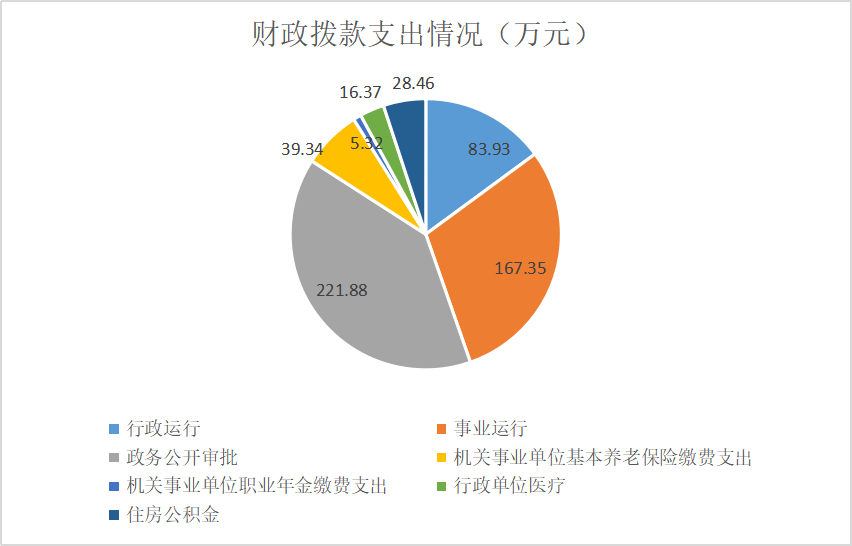 财政拨款支出情况（万元）
28.46
16.37
5.32
83.93
39.34
167.35
221.88
行政运行
事业运行
政务公开审批
机关事业单位基本养老保险缴费支出
机关事业单位职业年金缴费支出
行政单位医疗
住房公积金